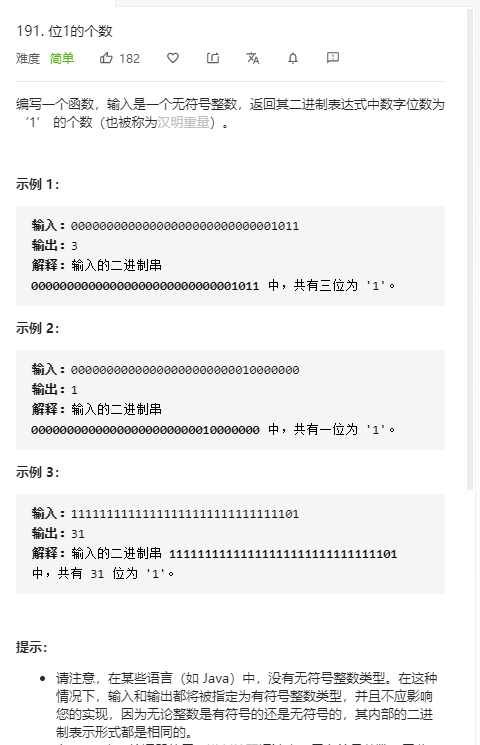 191. 位1的个数
难度 简单 182
编写一个函数，输入是一个无符号整数，返回其二进制表达式中数字位数为
‘1’ 的个数（也被称为汉明重量）。
示例 1：
输入：00000000000000000000000000001011
输出：3
解释：输入的二进制串
00000000000000000000000000001011 中，共有三位为 '1'。
示例 2：
输入：00000000000000000000000010000000
输出：1
解释：输入的二进制串
00000000000000000000000010000000 中，共有一位为 '1'。
示例 3：
输入：11111111111111111111111111111101
输出：31
解释：输入的二进制串 11111111111111111111111111111101
中，共有 31 位为 '1'。
提示：
请注意，在某些语言（如 Java）中，没有无符号整数类型。在这种
情况下，输入和输出都将被指定为有符号整数类型，并且不应影响
您的实现，因为无论整数是有符号的还是无符号的，其内部的二进
制表示形式都是相同的。